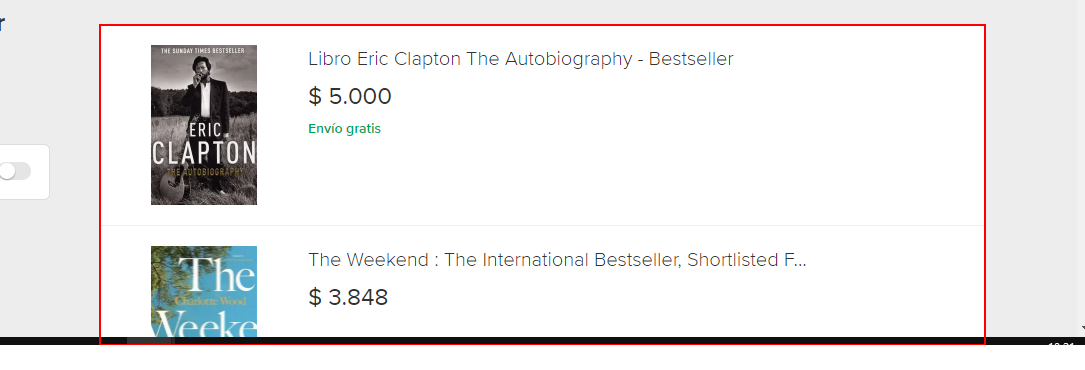 r
THE SUNDAY TIMES BESTSELLER
ERIC
CLAPTON
THE AUTOBIOGRAPHY
Libro Eric Clapton The Autobiography - Bestseller
$ 5.000
Envío gratis
The
Charlotte Wood
Weeke
The Weekend : The International Bestseller, Shortlisted F...
$ 3.848